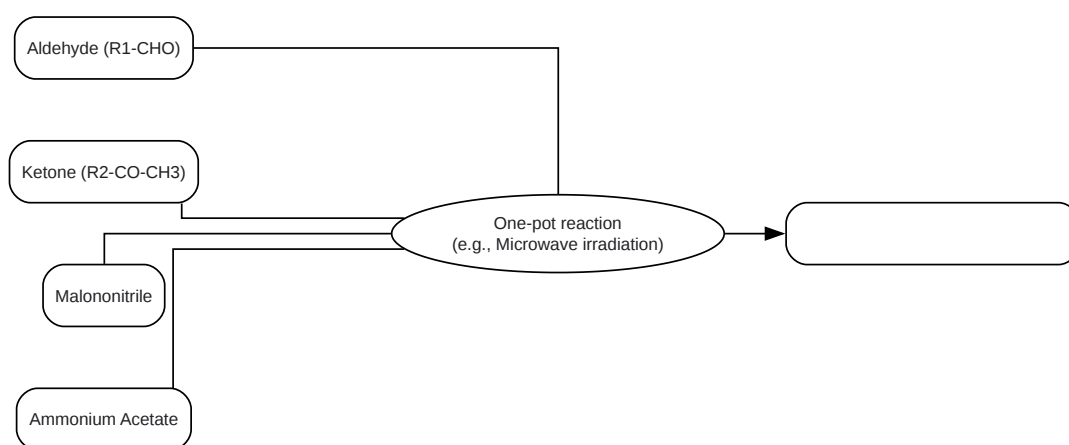 Aldehyde (R1-CHO)
Ketone (R2-CO-CH3)
One-pot reaction
(e.g., Microwave irradiation)
Malononitrile
Ammonium Acetate